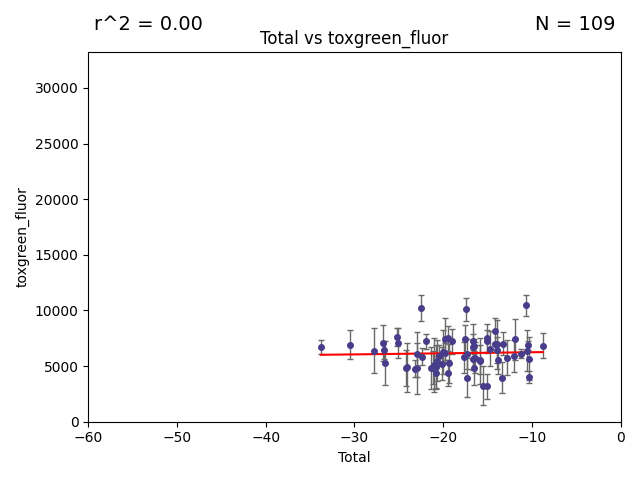 r^2 = 0.00
N = 109
Total vs toxgreen_fluor
30000
25000
20000
15000
10000
5000
0
toxgreen_fluor
−60
−50
−40
−30
−20
−10
0
Total